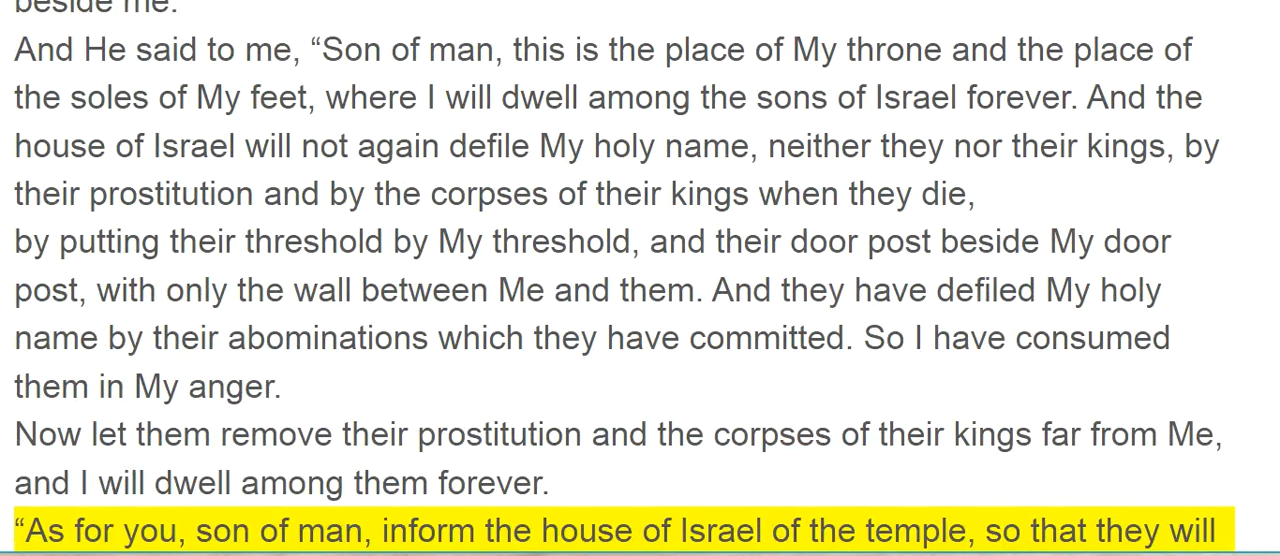 beside me.
And He said to me, “Son of man, this is the place of My throne and the place of
the soles of My feet, where I will dwell among the sons of Israel forever. And the
house of Israel will not again defile My holy name, neither they nor their kings, by
their prostitution and by the corpses of their kings when they die,
by putting their threshold by My threshold, and their door post beside My door
post, with only the wall between Me and them. And they have defiled My holy
name by their abominations which they have committed. So I have consumed
them in My anger.
Now let them remove their prostitution and the corpses of their kings far from Me,
and I will dwell among them forever.
“As for you, son of man, inform the house of Israel of the temple, so that they will